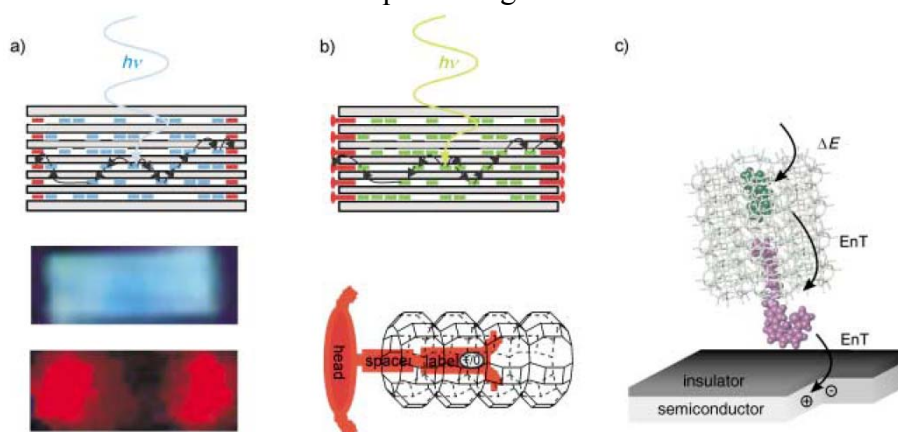 a)
hν
b)
hν
head
spacer
label
c)
ΔE
EnT
EnT
insulator
semiconductor
⊕ ⊖